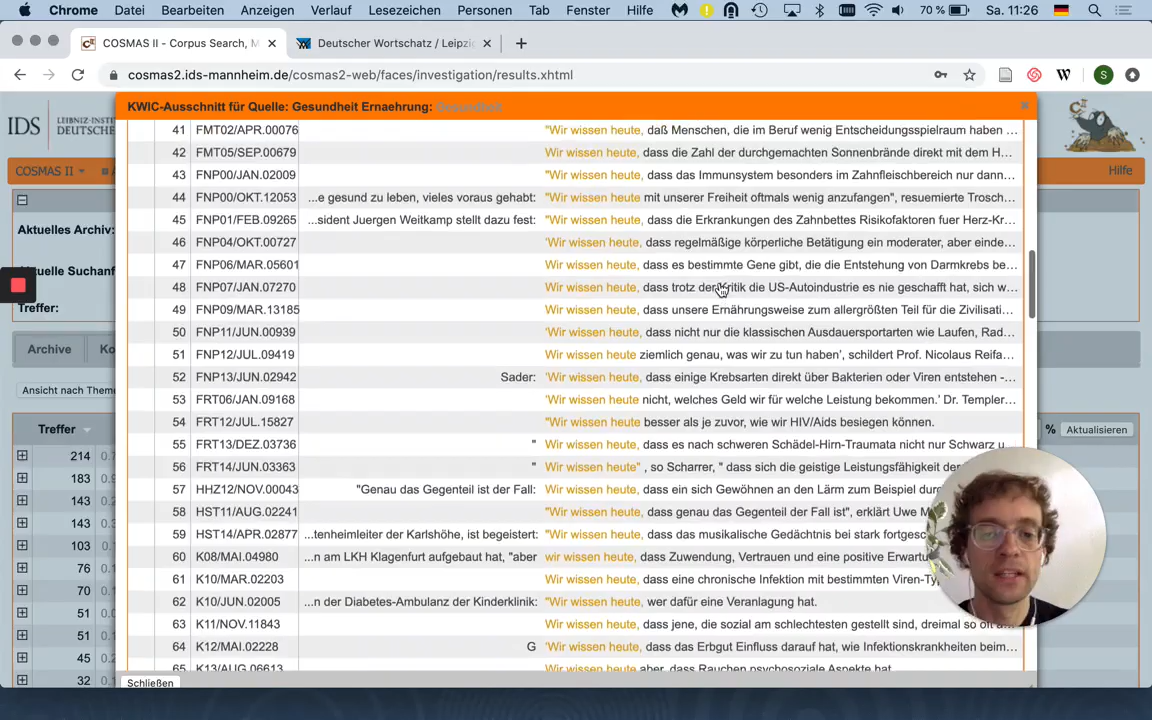 Chrome Datei Bearbeiten Anzeigen Verlauf Lesezeichen Personen Tab Fenster Hilfe 70 % Sa. 11:26
COSMAS II - Corpus Search, M Deutscher Wortschatz / Leipzi
cosmas2.ids-mannheim.de/cosmas2-web/faces/investigation/results.xhtml W S
IDS LEIBNIZ-INSTI
DEUTSCHE
KWIC-Ausschnitt für Quelle: Gesundheit Ernaehrung: Gesundheit
COSMAS II Hilfe
Aktuelles Archiv:
Aktuelle Suchanf
Treffer:
Archive Ko
Ansicht nach Theme
% Aktualisieren
Treffer
214
183
143
143
103
76
70
51
51
45
32
41 FMT02/APR.00076 "Wir wissen heute, daß Menschen, die im Beruf wenig Entscheidungsspielraum haben ...
42 FMT05/SEP.00679 Wir wissen heute, dass die Zahl der durchgemachten Sonnenbrände direkt mit dem H...
43 FNP00/JAN.02009 Wir wissen heute, dass das Immunsystem besonders im Zahnfleischbereich nur dann...
44 FNP00/OKT.12053 ...e gesund zu leben, vieles voraus gehabt: "Wir wissen heute mit unserer Freiheit oftmals wenig anzufangen", resuemierte Trosch...
45 FNP01/FEB.09265 ...sident Juergen Weitkamp stellt dazu fest: "Wir wissen heute, dass die Erkrankungen des Zahnbettes Risikofaktoren fuer Herz-Kr...
46 FNP04/OKT.00727 'Wir wissen heute, dass regelmäßige körperliche Betätigung ein moderater, aber einde...
47 FNP06/MAR.05601 'Wir wissen heute, dass es bestimmte Gene gibt, die die Entstehung von Darmkrebs be...
48 FNP07/JAN.07270 'Wir wissen heute, dass trotz der Kritik die US-Autoindustrie es nie geschafft hat, sich w...
49 FNP09/MAR.13185 'Wir wissen heute, dass unsere Ernährungsweise zum allergrößten Teil für die Zivilisati...
50 FNP11/JUN.00939 'Wir wissen heute, dass nicht nur die klassischen Ausdauersportarten wie Laufen, Rad...
51 FNP12/JUL.09419 'Wir wissen heute ziemlich genau, was wir zu tun haben', schildert Prof. Nicolaus Reifa...
52 FNP13/JUN.02942 Sader: 'Wir wissen heute, dass einige Krebsarten direkt über Bakterien oder Viren entstehen -...
53 FRT06/JAN.09168 'Wir wissen heute nicht, welches Geld wir für welche Leistung bekommen.' Dr. Templer...
54 FRT12/JUL.15827 "Wir wissen heute besser als je zuvor, wie wir HIV/Aids besiegen können.
55 FRT13/DEZ.03736 " Wir wissen heute, dass es nach schweren Schädel-Hirn-Traumata nicht nur Schwarz u...
56 FRT14/JUN.03363 " Wir wissen heute" , so Scharrer, " dass sich die geistige Leistungsfähigkeit der
57 HHZ12/NOV.00043 "Genau das Gegenteil ist der Fall: Wir wissen heute, dass ein sich Gewöhnen an den Lärm zum Beispiel
58 HST11/AUG.02241 "Wir wissen heute, dass genau das Gegenteil der Fall ist", erklärt Uwe
59 HST14/APR.02877 ...tenheimleiter der Karlshöhe, ist begeistert: "Wir wissen heute, dass das musikalische Gedächtnis bei stark
60 K08/MAI.04980 ...n am LKH Klagenfurt aufgebaut hat, "aber wir wissen heute, dass Zuwendung, Vertrauen und eine positive
61 K10/MAR.02203 "Wir wissen heute, dass eine chronische Infektion mit bestimmten
62 K10/JUN.02005 ...n der Diabetes-Ambulanz der Kinderklinik: "Wir wissen heute, wer dafür eine Veranlagung hat.
63 K11/NOV.11843 "Wir wissen heute, dass jene, die sozial am schlechtesten gestellt sind, dreimal so
64 K12/MAI.02228 G 'Wir wissen heute, dass das Erbgut Einfluss darauf hat, wie Infektionskrankheiten beim...
65 K13/AUG.06613 Wir wissen heute aber, dass Rauchen psychosoziale Aspekte hat.
Schließen